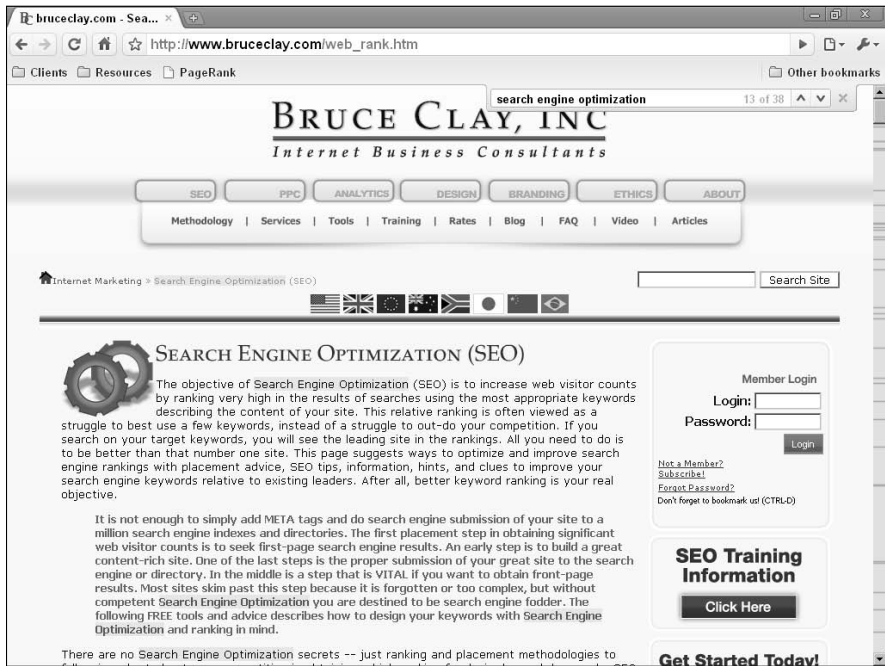 bruceclay.com - Sea...
http://www.bruceclay.com/web_rank.htm
Clients Resources PageRank Other bookmarks
search engine optimization 13 of 38
BRUCE CLAY, INC
Internet Business Consultants
SEO PPC ANALYTICS DESIGN BRANDING ETHICS ABOUT
Methodology | Services | Tools | Training | Rates | Blog | FAQ | Video | Articles
Internet Marketing » Search Engine Optimization (SEO)
Search Site
SEARCH ENGINE OPTIMIZATION (SEO)
The objective of Search Engine Optimization (SEO) is to increase web visitor counts
by ranking very high in the results of searches using the most appropriate keywords
describing the content of your site. This relative ranking is often viewed as a
struggle to best use a few keywords, instead of a struggle to out-do your competition. If you
search on your target keywords, you will see the leading site in the rankings. All you need to do is
to be better than that number one site. This page suggests ways to optimize and improve search
engine rankings with placement advice, SEO tips, information, hints, and clues to improve your
search engine keywords relative to existing leaders. After all, better keyword ranking is your real
objective.
It is not enough to simply add META tags and do search engine submission of your site to a
million search engine indexes and directories. The first placement step in obtaining significant
web visitor counts is to seek first-page search engine results. An early step is to build a great
content-rich site. One of the last steps is the proper submission of your great site to the search
engine or directory. In the middle is a step that is VITAL if you want to obtain front-page
results. Most sites skim past this step because it is forgotten or too complex, but without
competent Search Engine Optimization you are destined to be search engine fodder. The
following FREE tools and advice describes how to design your keywords with Search Engine
Optimization and ranking in mind.
There are no Search Engine Optimization secrets -- just ranking and placement methodologies to
Member Login
Login:
Password:
Login
Not a Member?
Subscribe!
Forgot Password?
Don't forget to bookmark us! (CTRL-D)
SEO Training
Information
Click Here
Get Started Today!